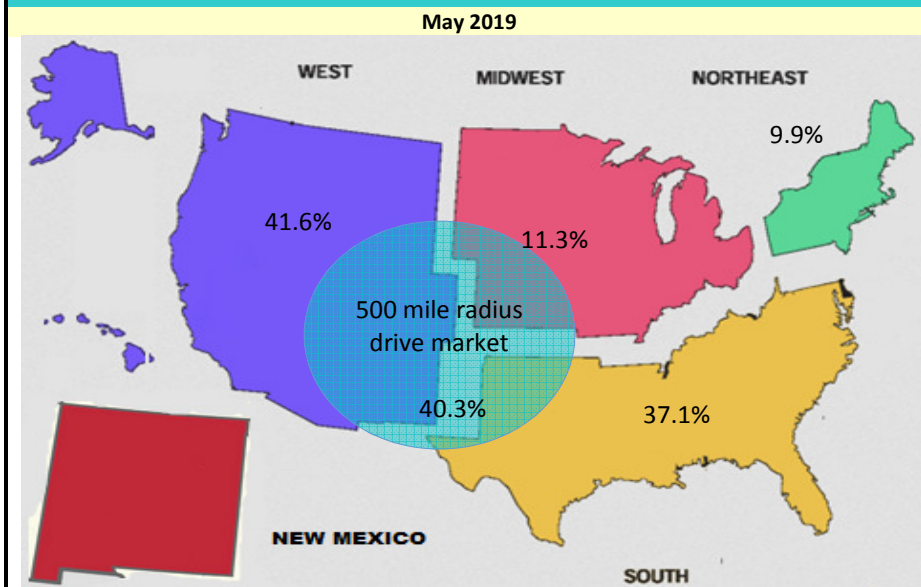 May 2019
WEST
MIDWEST
NORTHEAST
9.9%
41.6%
11.3%
500 mile radius
drive market
40.3%
37.1%
NEW MEXICO
SOUTH